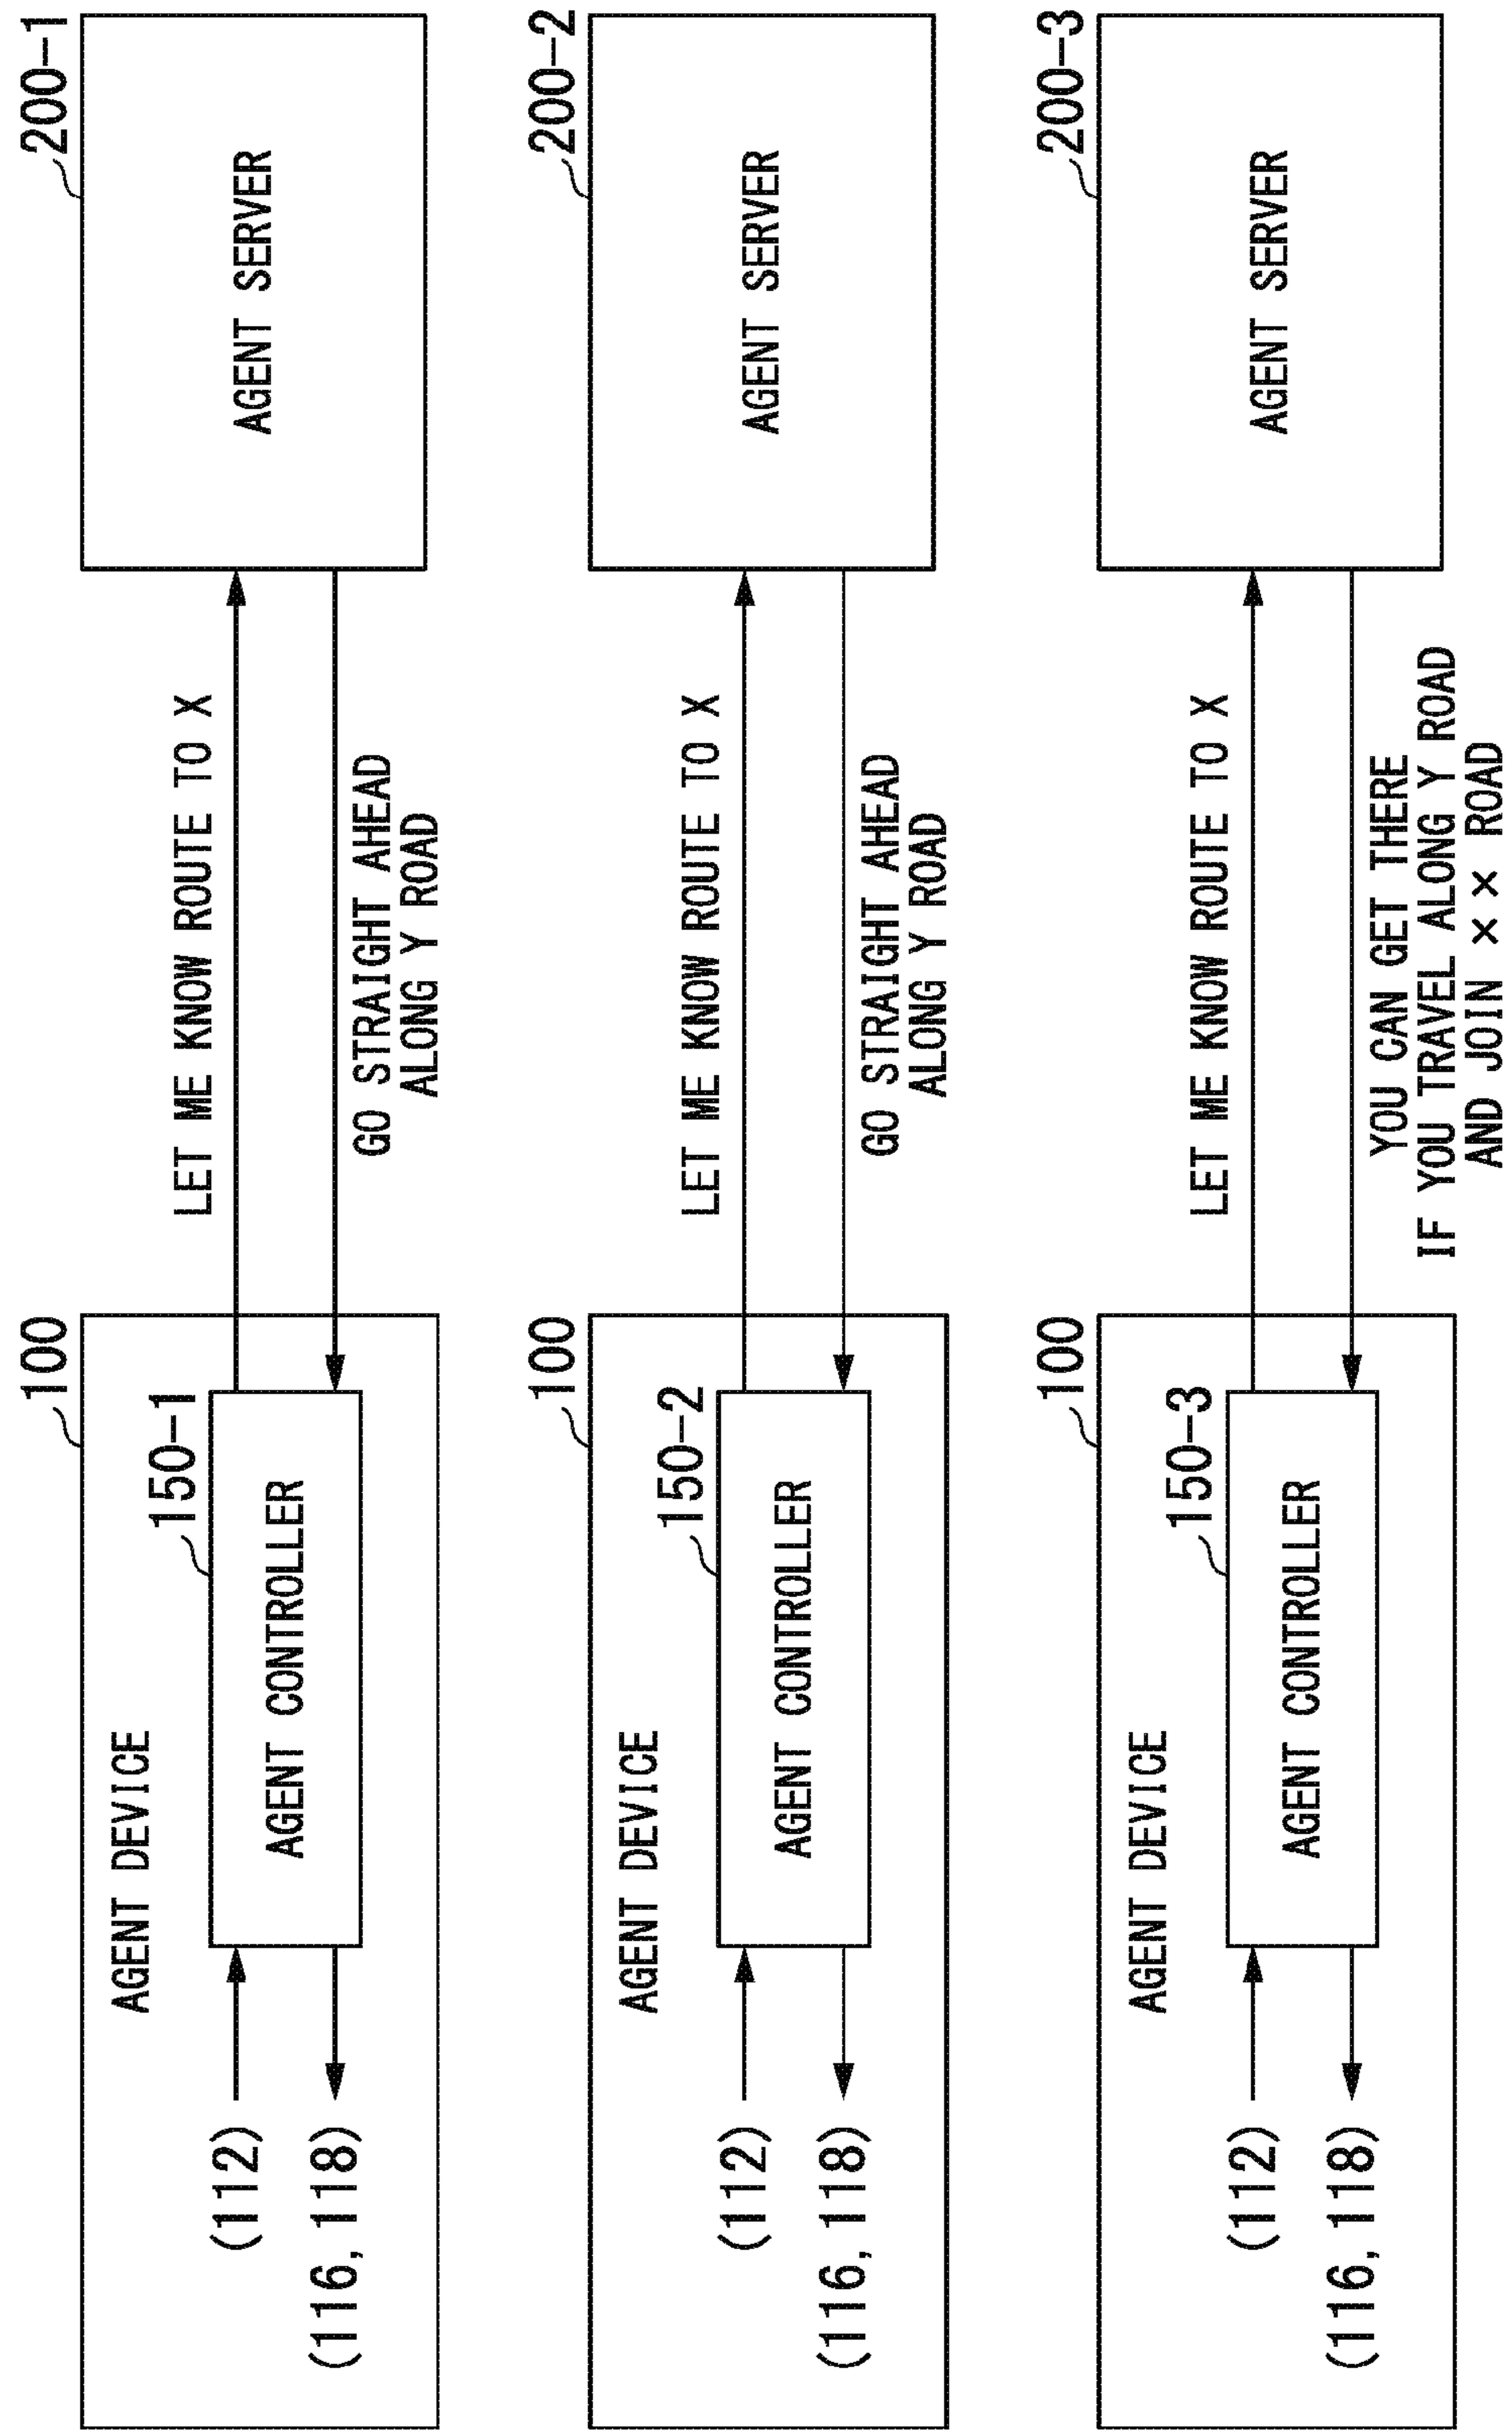 100
AGENT DEVICE
150-1
AGENT CONTROLLER
(112)
(116, 118)
LET ME KNOW ROUTE TO X
GO STRAIGHT AHEAD
ALONG Y ROAD
200-1
AGENT SERVER
100
AGENT DEVICE
150-2
AGENT CONTROLLER
(112)
(116, 118)
LET ME KNOW ROUTE TO X
GO STRAIGHT AHEAD
ALONG Y ROAD
200-2
AGENT SERVER
100
AGENT DEVICE
150-3
AGENT CONTROLLER
(112)
(116, 118)
LET ME KNOW ROUTE TO X
YOU CAN GET THERE
IF YOU TRAVEL ALONG Y ROAD
AND JOIN ×× ROAD
200-3
AGENT SERVER